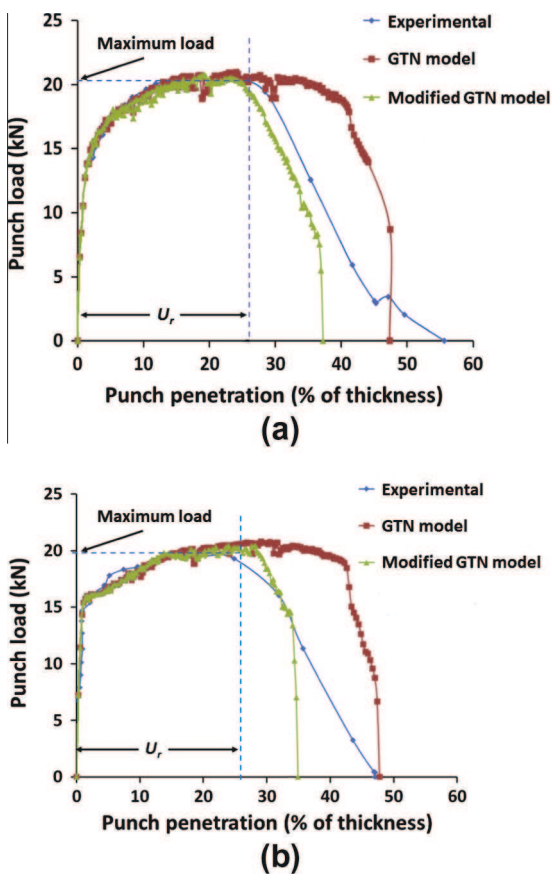 Punch load (kN)
25
20
15
10
5
0
Maximum load
Experimental
GTN model
Modified GTN model
Ur
0 10 20 30 40 50 60
Punch penetration (% of thickness)
(a)
Punch load (kN)
25
20
15
10
5
0
Maximum load
Experimental
GTN model
Modified GTN model
Ur
0 10 20 30 40 50 60
Punch penetration (% of thickness)
(b)